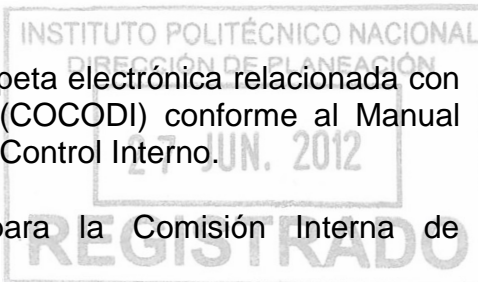 INSTITUTO POLITÉCNICO NACIONAL
DIRECCIÓN DE PLANEACIÓN
peta electrónica relacionada con
(COCODI) conforme al Manual
Control Interno.
27 JUN. 2012
para la Comisión Interna de
REGISTRADO